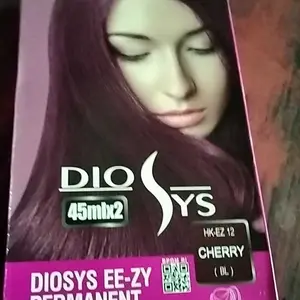 DIOSYS
45mlx2
HK-EZ 12
CHERRY
( BL )
DIOSYS EE-ZY
PERMANENT